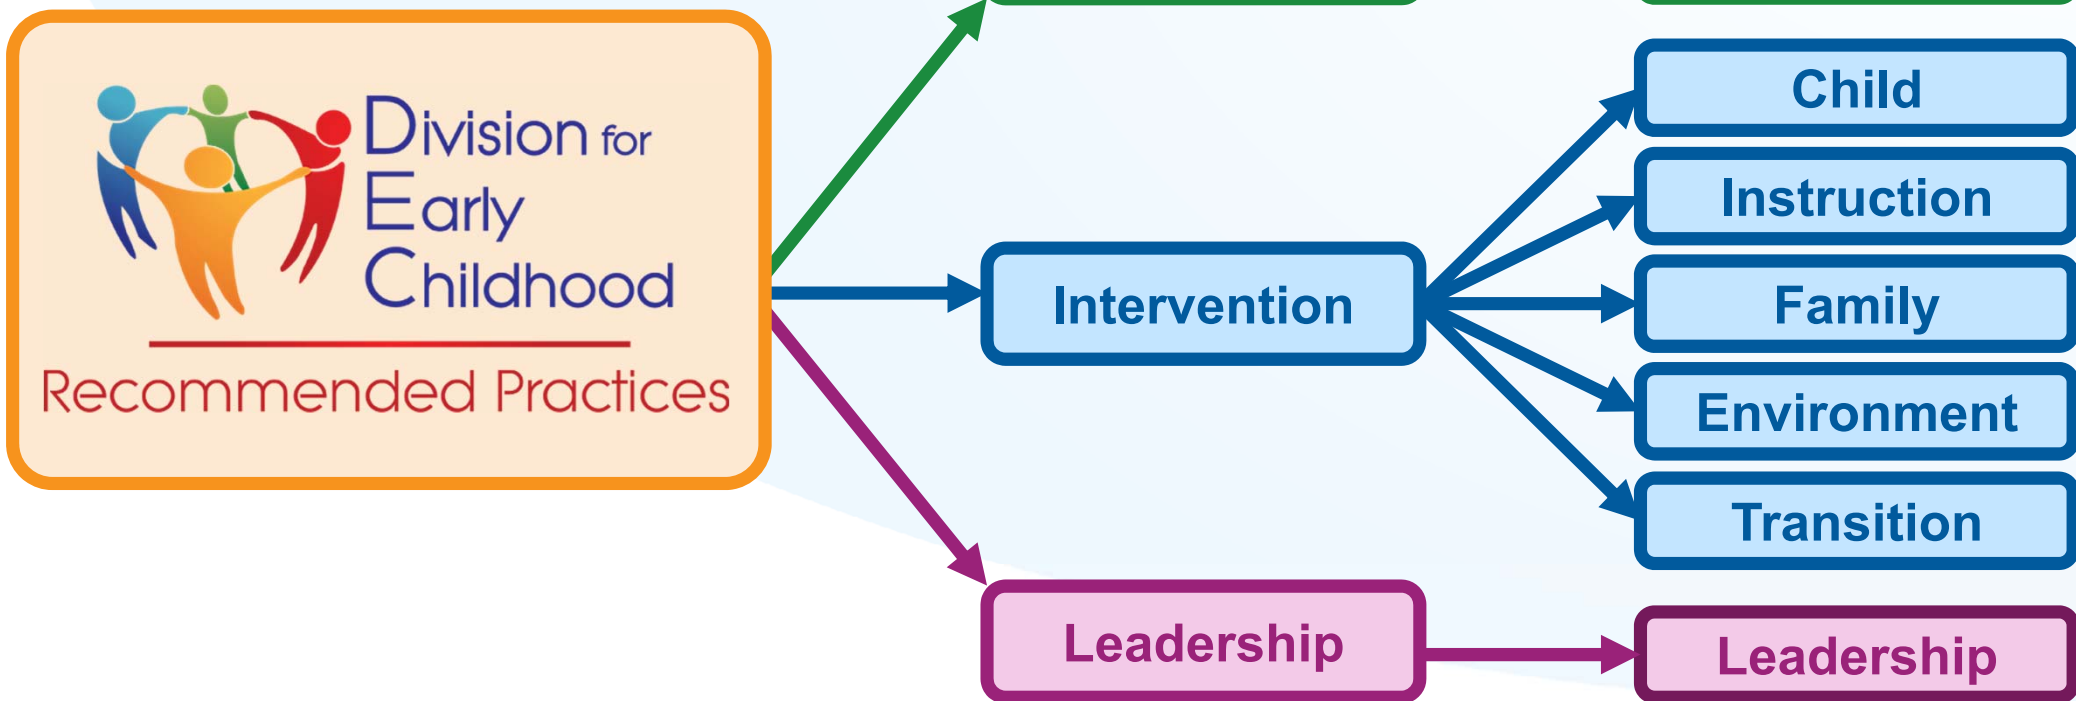 Division for
Early
Childhood
Recommended Practices
Intervention
Leadership
Child
Instruction
Family
Environment
Transition
Leadership